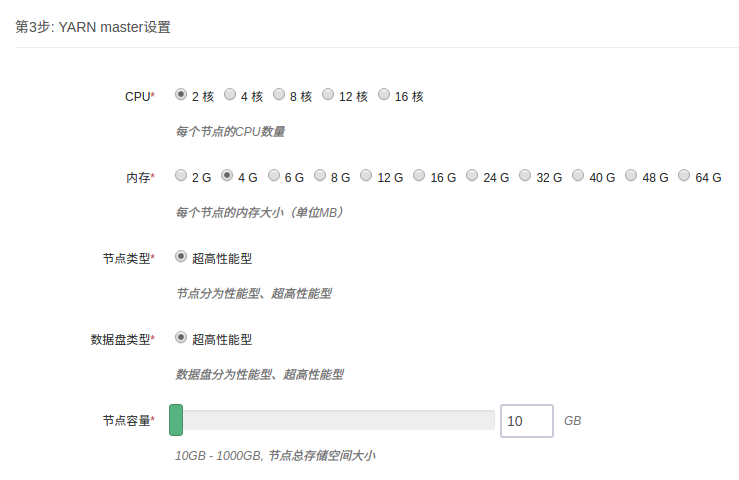 第3步: YARN master设置
CPU* 2 核 4 核 8 核 12 核 16 核
每个节点的CPU数量
内存* 2 G 4 G 6 G 8 G 12 G 16 G 24 G 32 G 40 G 48 G 64 G
每个节点的内存大小（单位MB）
节点类型* 超高性能型
节点分为性能型、超高性能型
数据盘类型* 超高性能型
数据盘分为性能型、超高性能型
节点容量* 10 GB
10GB - 1000GB, 节点总存储空间大小